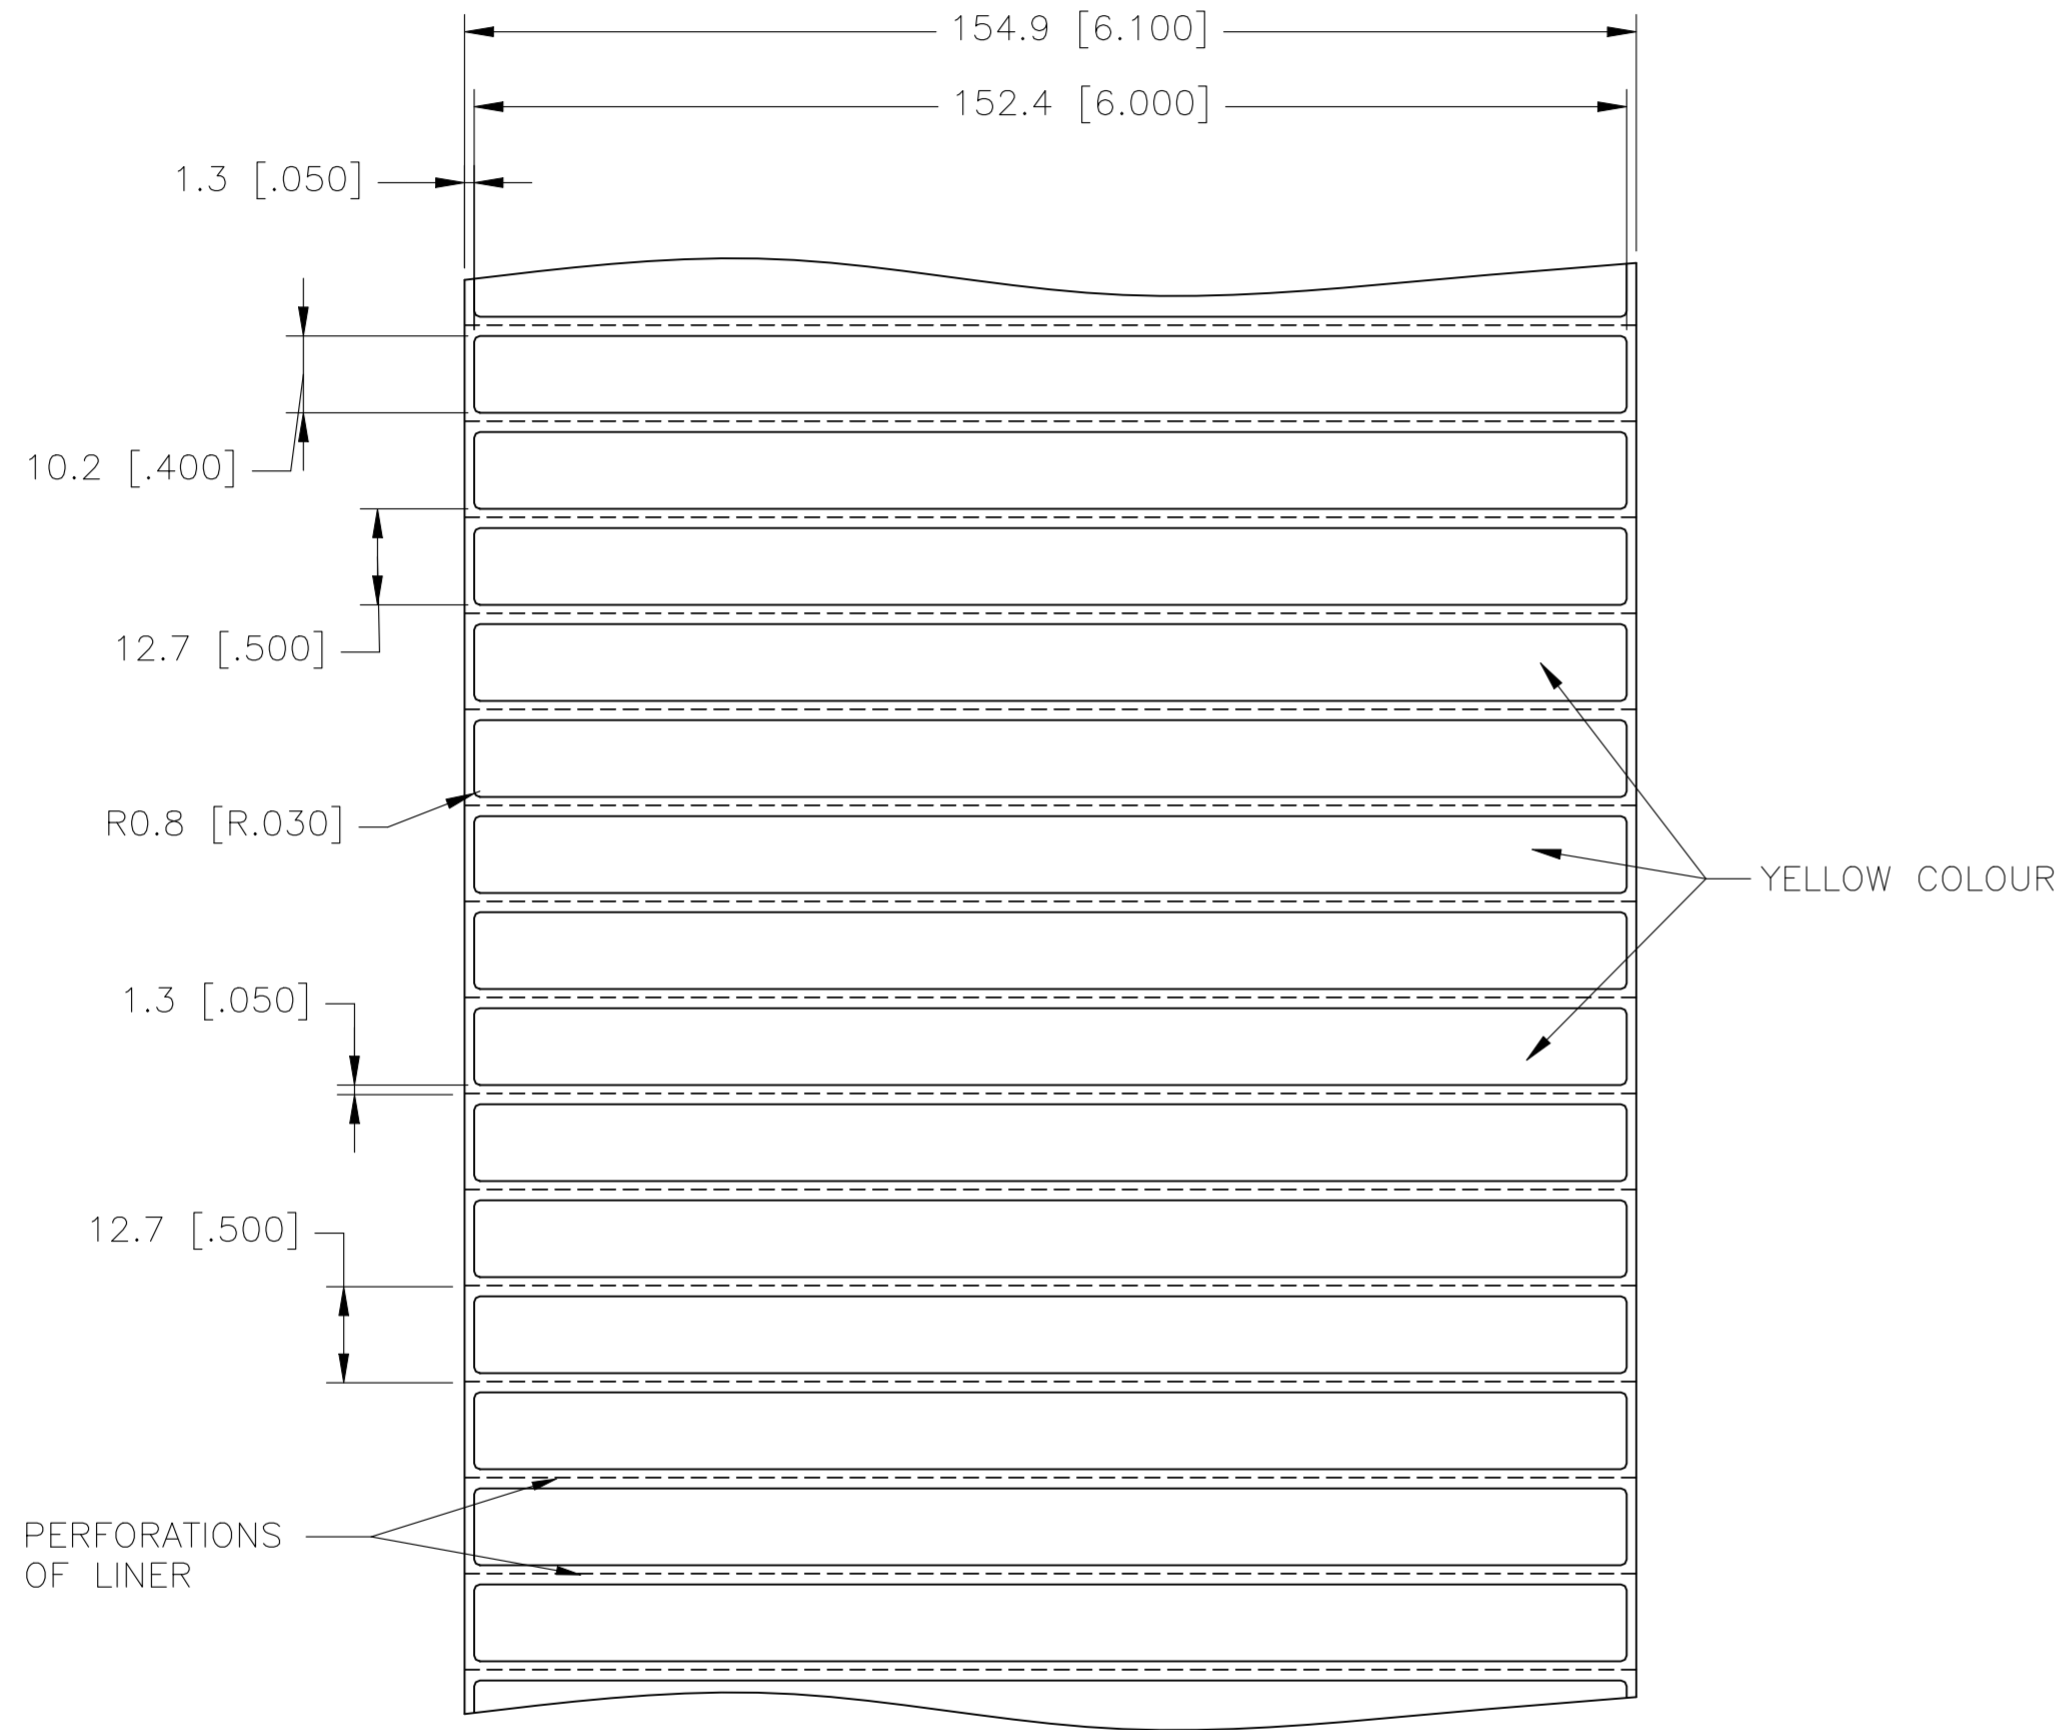 154.9 [6.100]
152.4 [6.000]
1.3 [.050]
10.2 [.400]
12.7 [.500]
R0.8 [R.030]
YELLOW COLOUR
1.3 [.050]
12.7 [.500]
PERFORATIONS
OF LINER